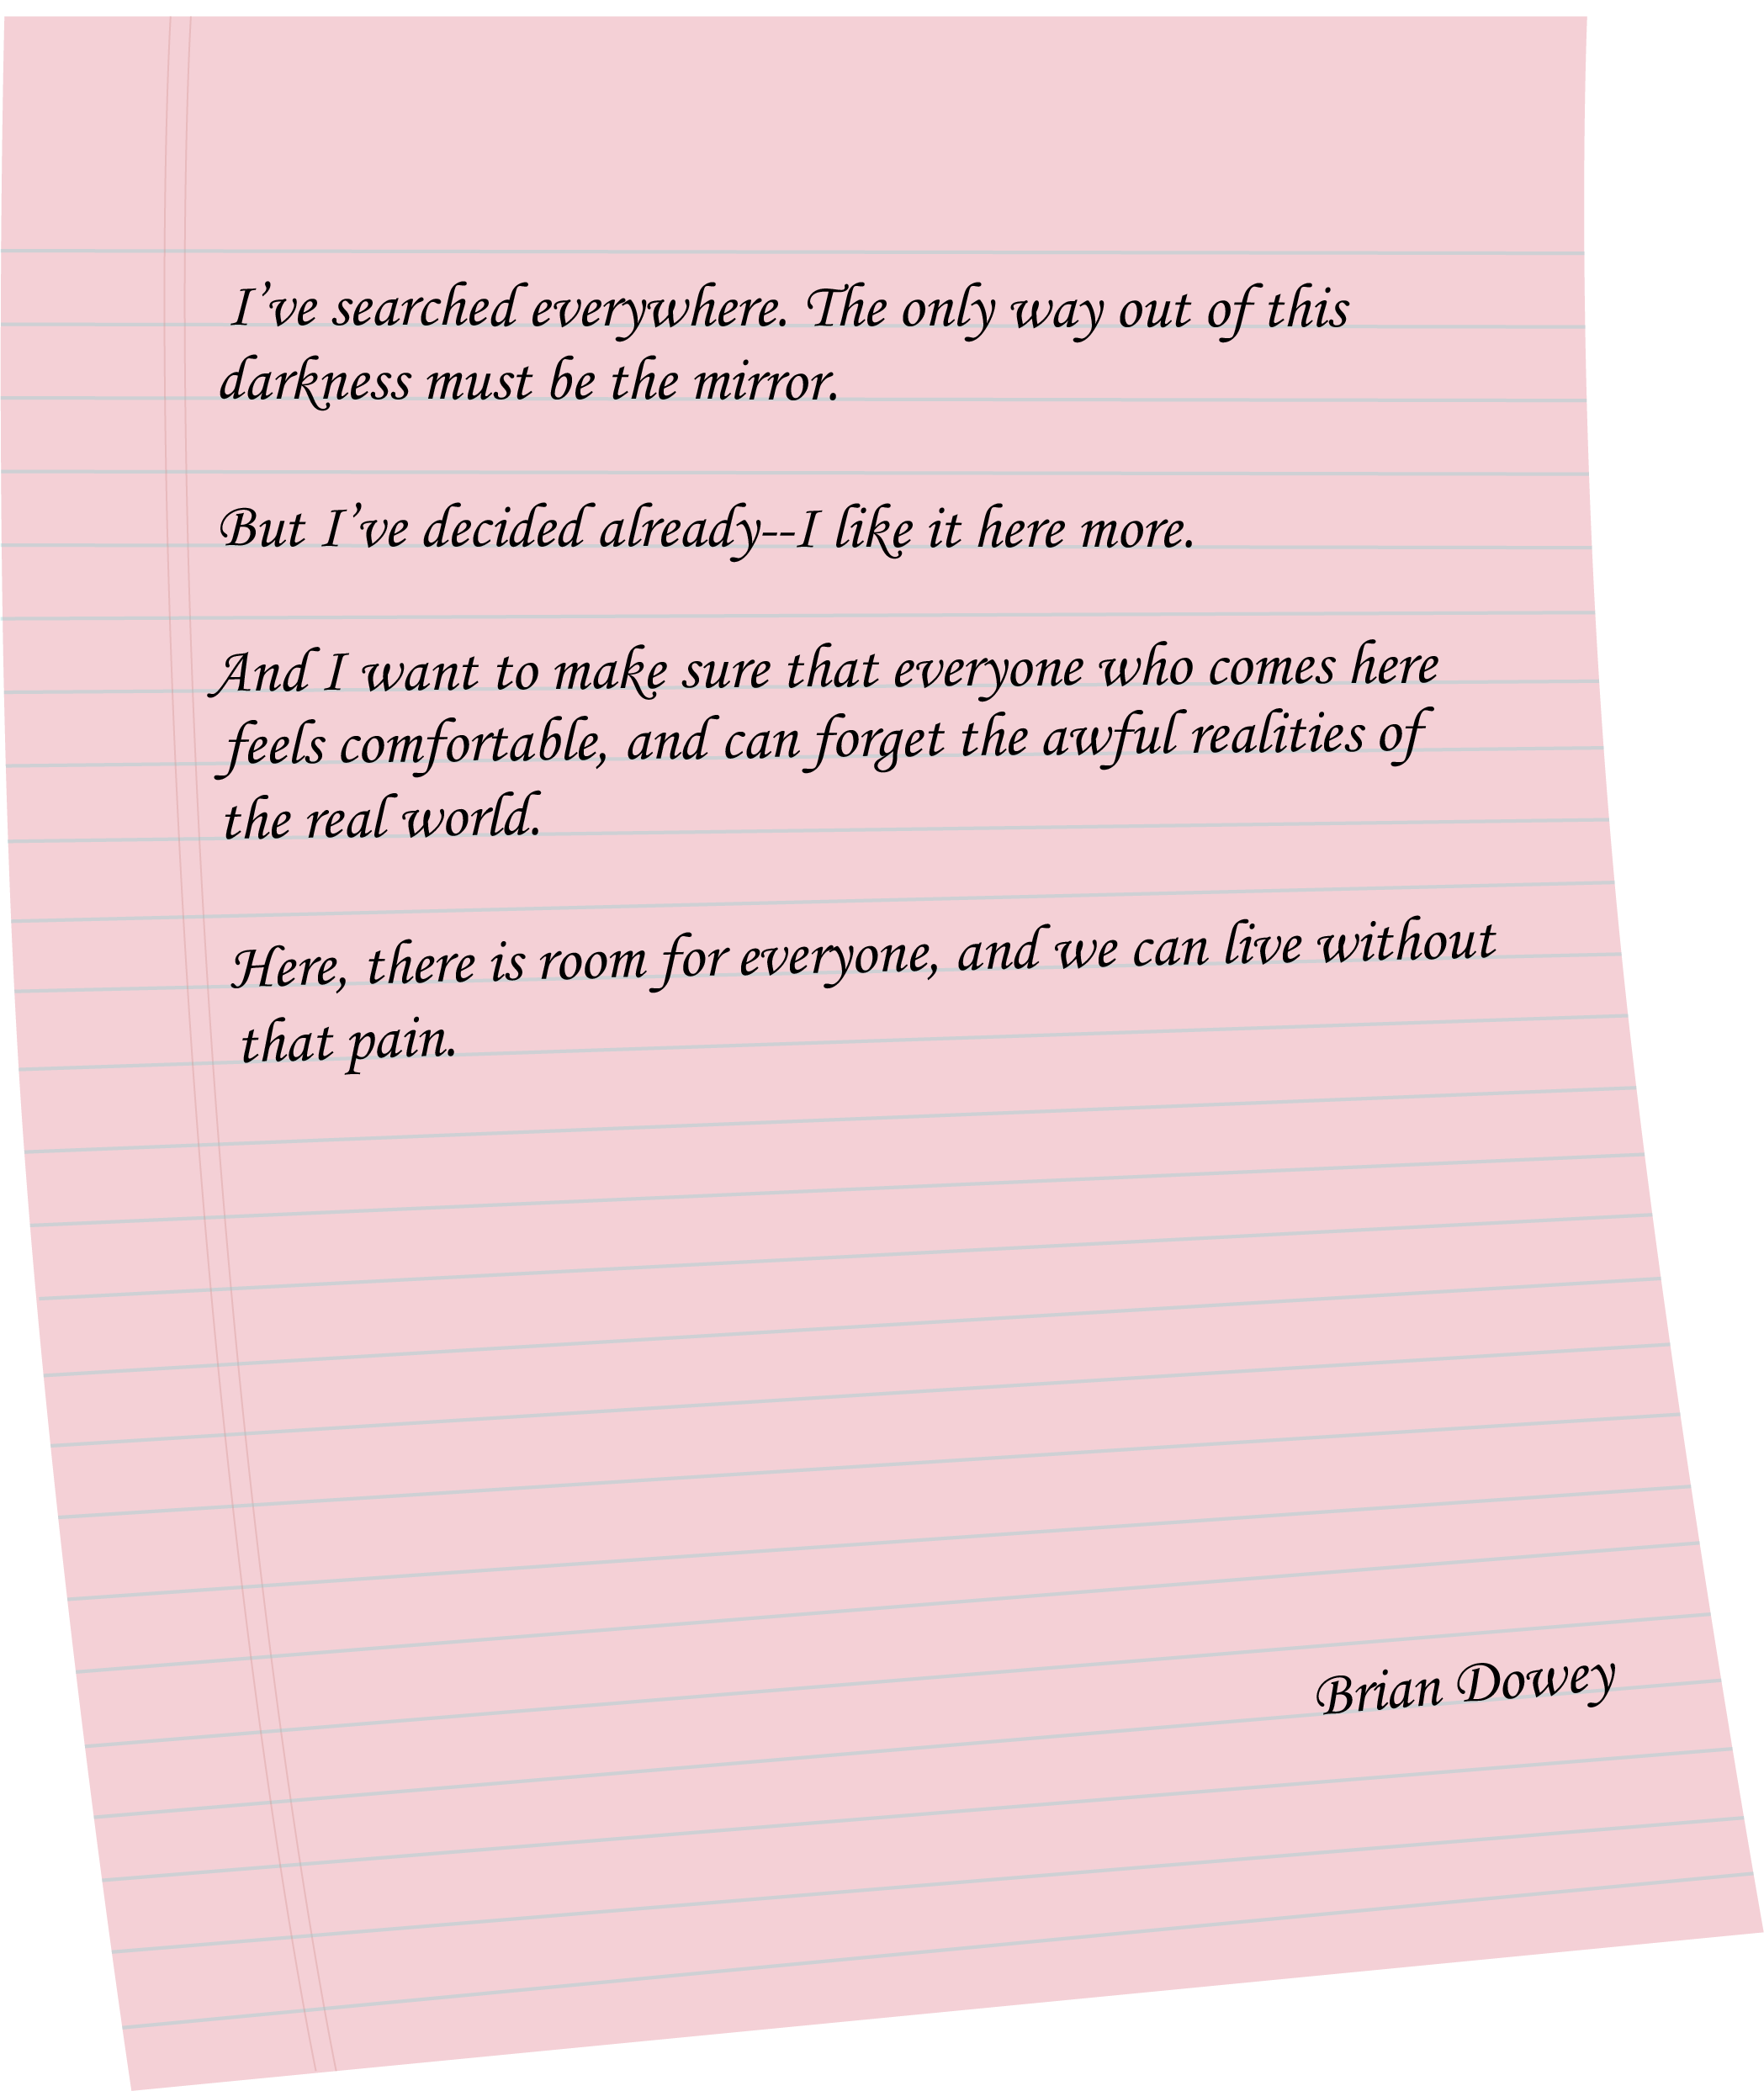 I’ve searched everywhere. The only way out of this
darkness must be the mirror.
But I’ve decided already--I like it here more.
And I want to make sure that everyone who comes here
feels comfortable, and can forget the awful realities of
the real world.
Here, there is room for everyone, and we can live without
that pain.
Brian Dowey